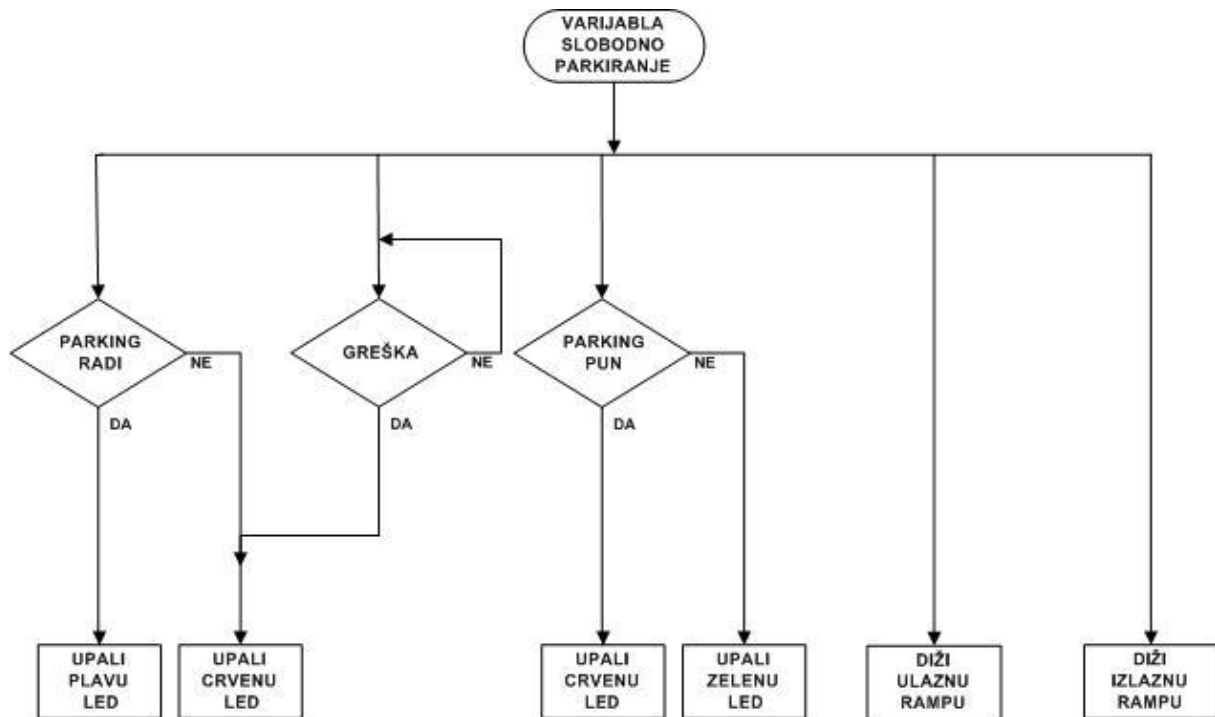 VARIJABLA
SLOBODNO
PARKIRANJE
PARKING
RADI
NE
DA
GREŠKA
NE
DA
PARKING
PUN
NE
DA
UPALI
PLAVU
LED
UPALI
CRVENU
LED
UPALI
CRVENU
LED
UPALI
ZELENU
LED
DIŽI
ULAZNU
RAMPU
DIŽI
IZLAZNU
RAMPU